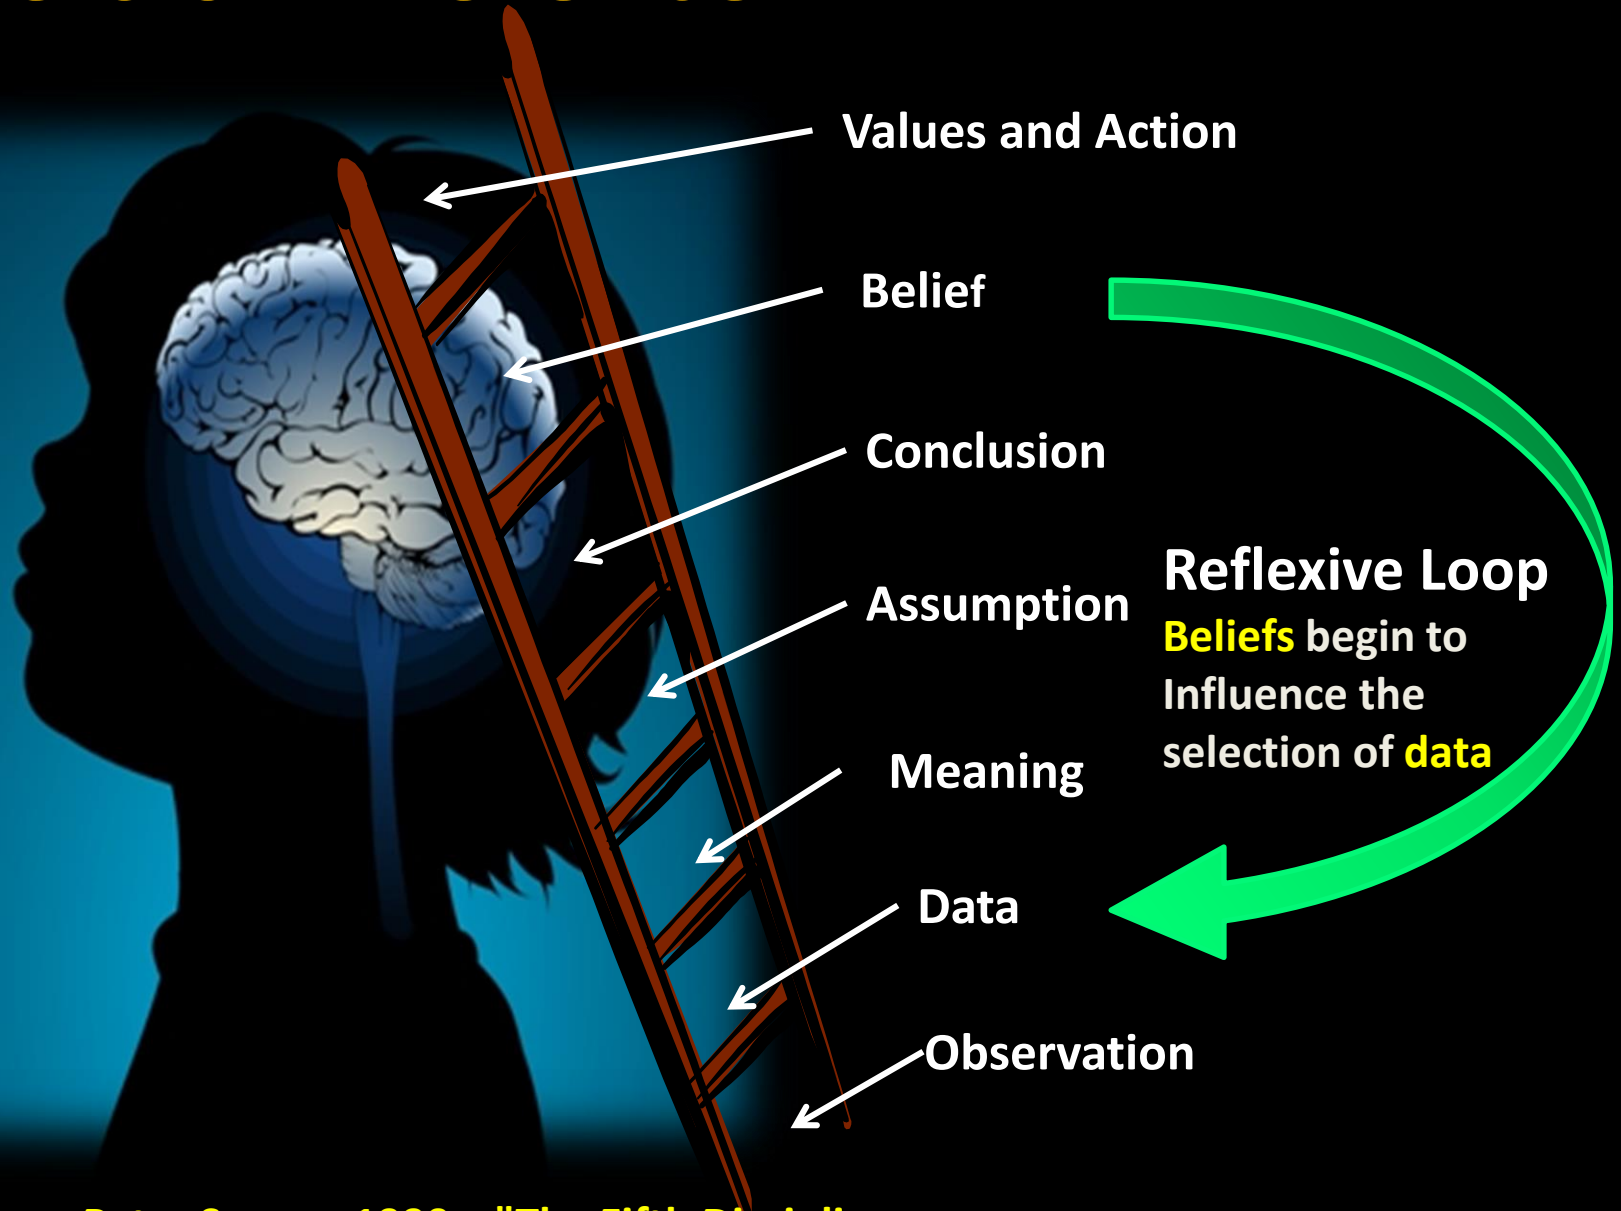 Values and Action
Belief
Conclusion
Assumption
Reflexive Loop
Beliefs begin to
Influence the
selection of data
Meaning
Data
Observation